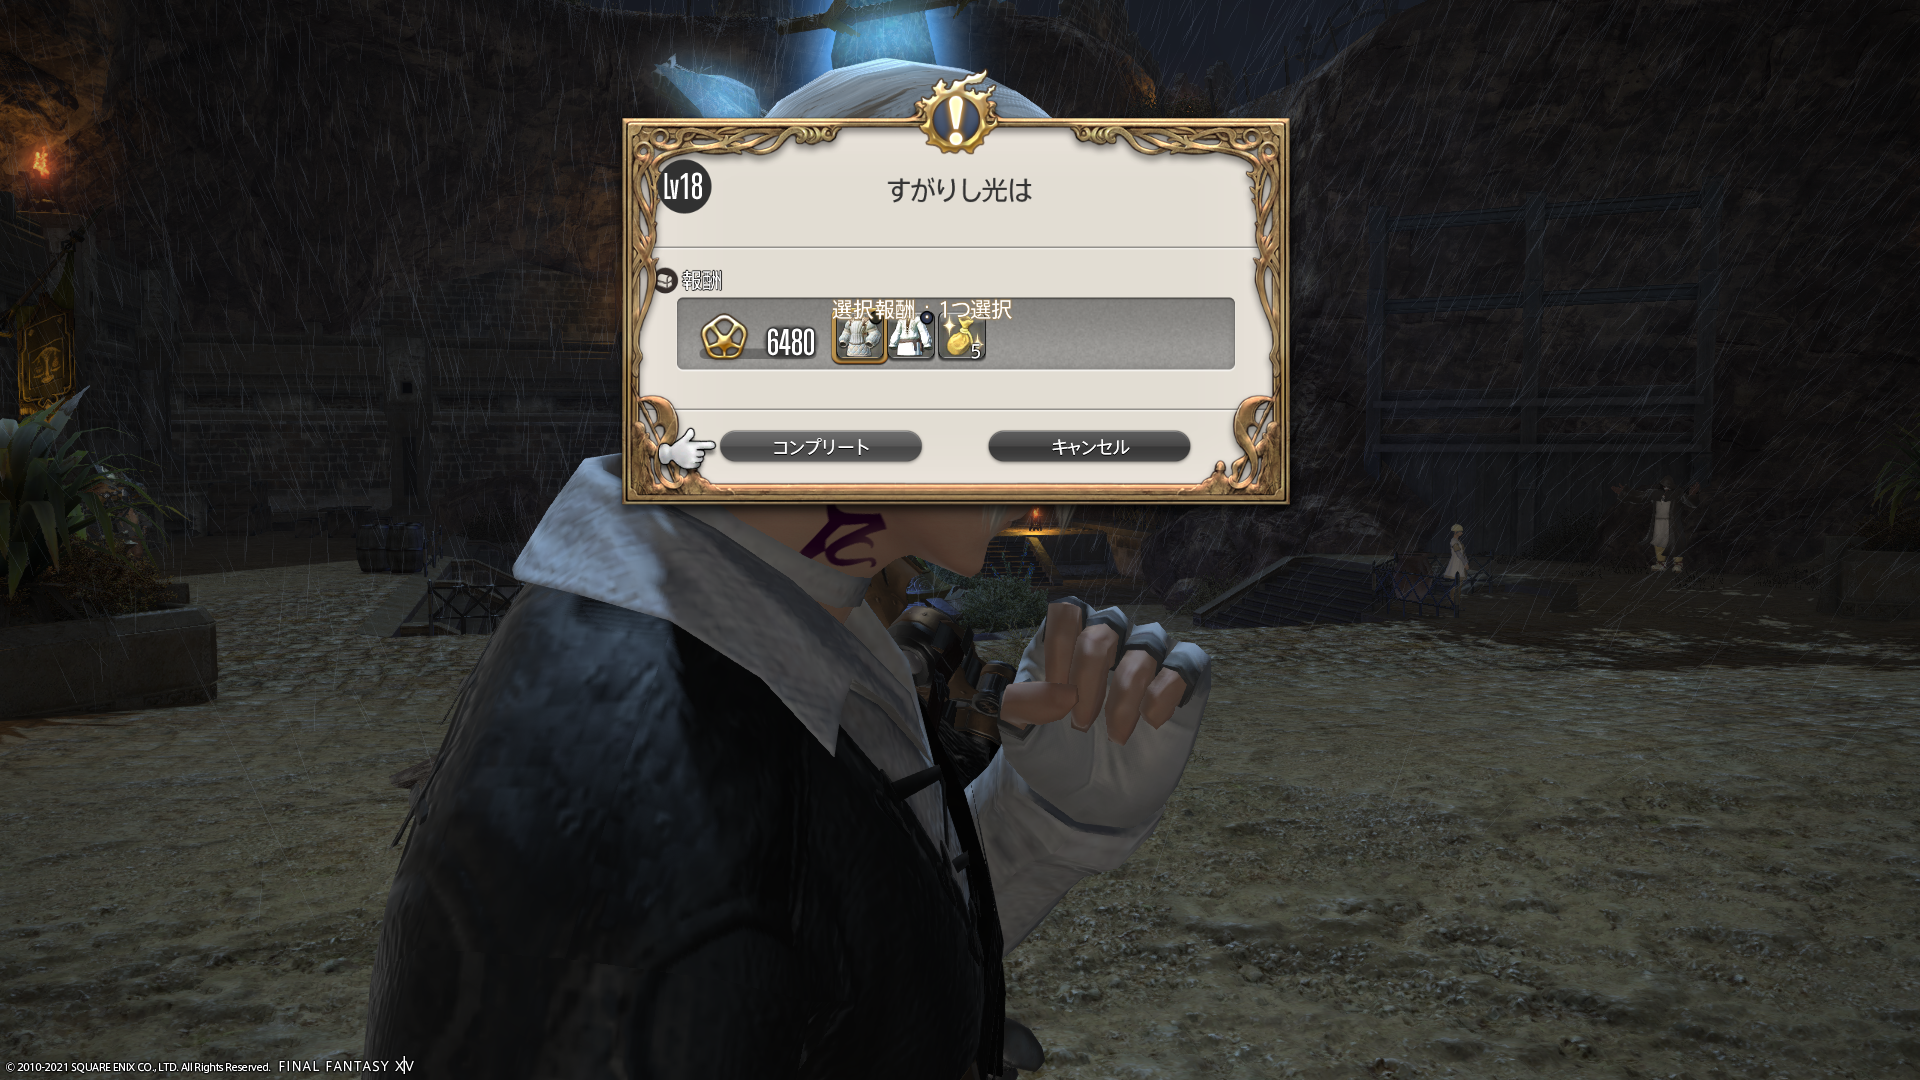 Lv18
すがりし光は
報酬
選択報酬：1つ選択
6480
5
コンプリート
キャンセル
© 2010-2021 SQUARE ENIX CO., LTD. All Rights Reserved. FINAL FANTASY XIV